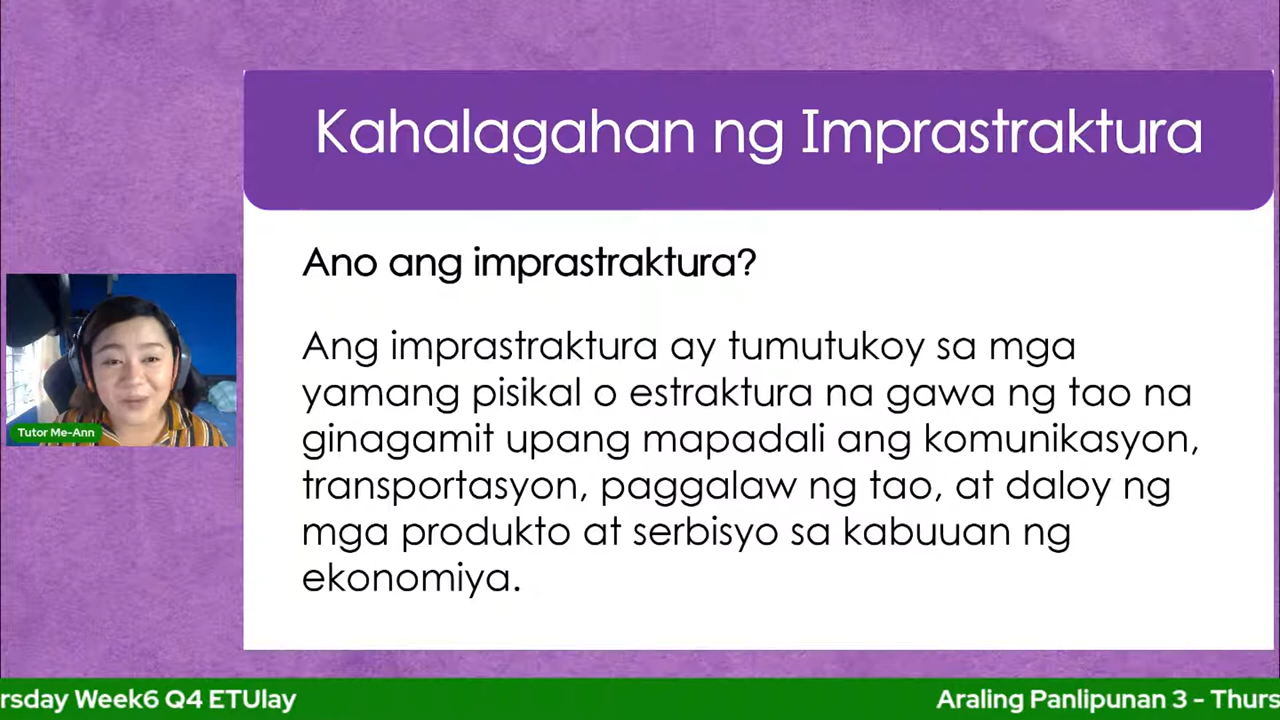 Kahalagahan ng Imprastraktura
Ano ang imprastraktura?
Ang imprastraktura ay tumutukoy sa mga
yamang pisikal o estraktura na gawa ng tao na
ginagamit upang mapadali ang komunikasyon,
transportasyon, paggalaw ng tao, at daloy ng
mga produkto at serbisyo sa kabuuan ng
ekonomiya.
Tutor Me-Ann
rsday Week6 Q4 ETUlay
Araling Panlipunan 3 - Thurs